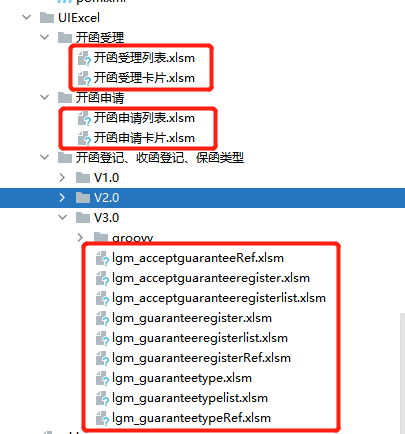 UIExcel
开函受理
开函受理列表.xlsm
开函受理卡片.xlsm
开函申请
开函申请列表.xlsm
开函申请卡片.xlsm
开函登记、收函登记、保函类型
V1.0
V2.0
V3.0
groovy
lgm_acceptguaranteeRef.xlsm
lgm_acceptguaranteeregister.xlsm
lgm_acceptguaranteeregisterlist.xlsm
lgm_guaranteeregister.xlsm
lgm_guaranteeregisterlist.xlsm
lgm_guaranteeregisterRef.xlsm
lgm_guaranteetype.xlsm
lgm_guaranteetypelist.xlsm
lgm_guaranteetypeRef.xlsm